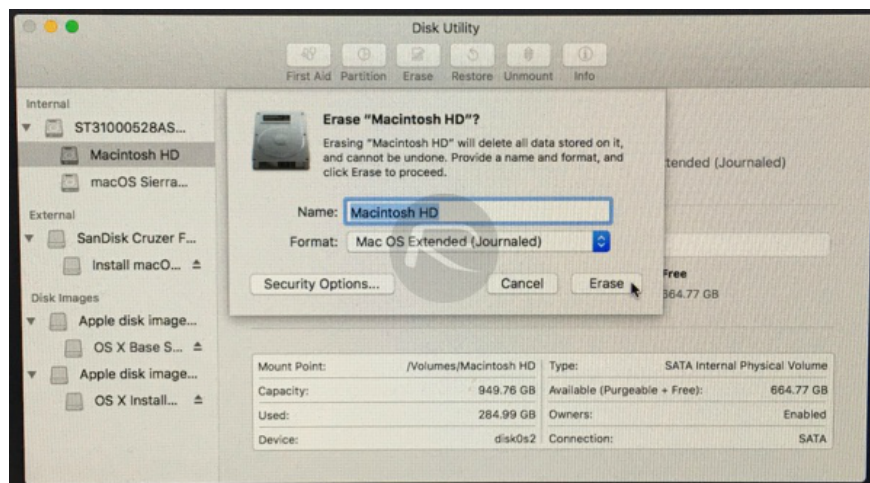 Disk Utility
First Aid Partition Erase Restore Unmount Info
Internal
ST31000528AS...
Macintosh HD
macOS Sierra...
External
SanDisk Cruzer F...
Install macO...
Disk Images
Apple disk image...
OS X Base S...
Apple disk image...
OS X Install...
Erase "Macintosh HD"?
Erasing "Macintosh HD" will delete all data stored on it,
and cannot be undone. Provide a name and format, and
click Erase to proceed.
Name: Macintosh HD
Format: Mac OS Extended (Journaled)
Security Options... Cancel Erase
tended (Journaled)
Free
664.77 GB
Mount Point: /Volumes/Macintosh HD Type: SATA Internal Physical Volume
Capacity: 949.76 GB Available (Purgeable + Free): 664.77 GB
Used: 284.99 GB Owners: Enabled
Device: disk0s2 Connection: SATA